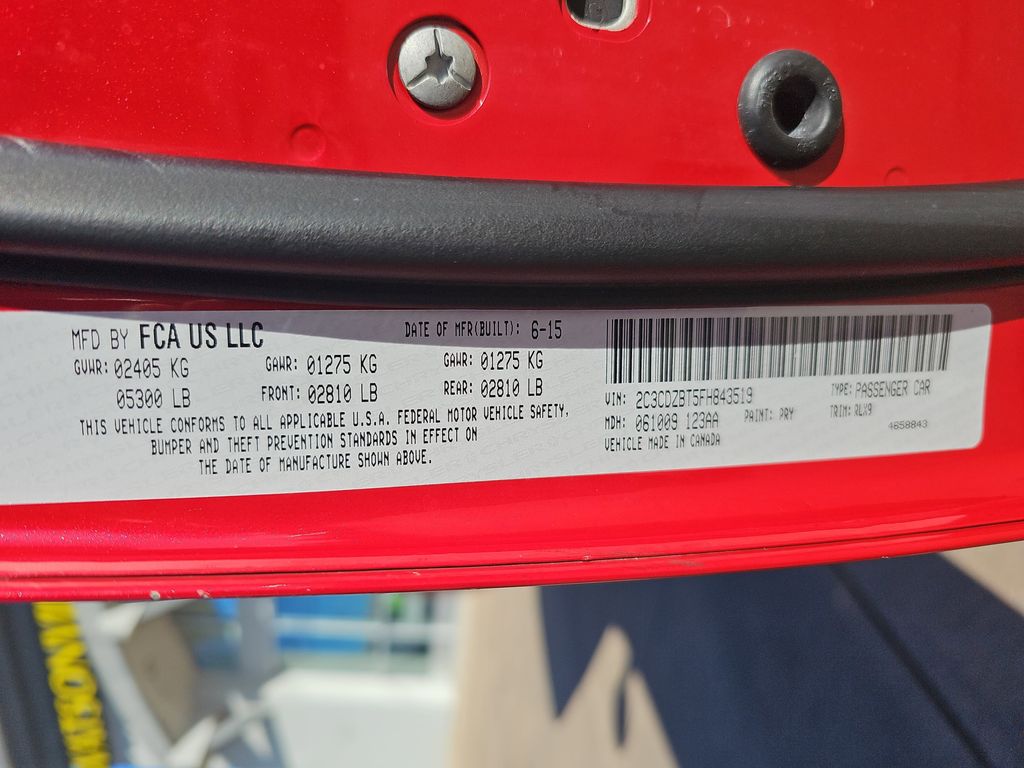 MFD BY FCA US LLC DATE OF MFR(BUILT): 6-15
GVWR: 02405 KG GAWR: 01275 KG GAWR: 01275 KG
05300 LB FRONT: 02810 LB REAR: 02810 LB
THIS VEHICLE CONFORMS TO ALL APPLICABLE U.S.A. FEDERAL MOTOR VEHICLE SAFETY,
BUMPER AND THEFT PREVENTION STANDARDS IN EFFECT ON
THE DATE OF MANUFACTURE SHOWN ABOVE.
VIN: 2C3CDZBT5FH843519 TYPE: PASSENGER CAR
MDH: 061009 123AA PAINT: PRY TRIM: RLX9
VEHICLE MADE IN CANADA 4658843